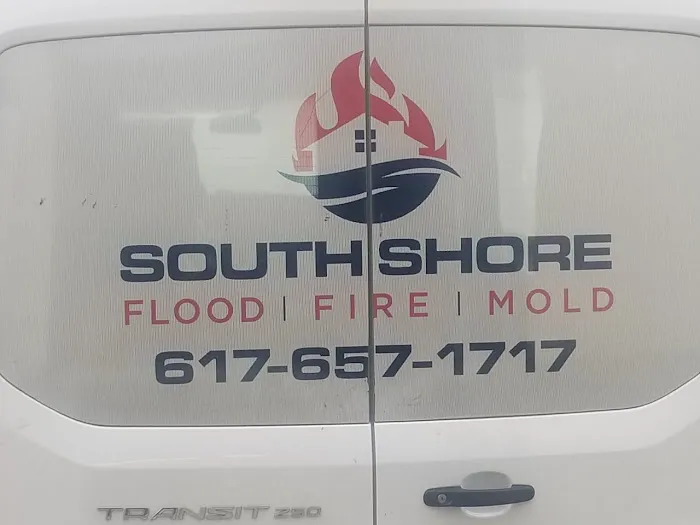 SOUTH SHORE
FLOOD | FIRE | MOLD
617-657-1717
TRANSIT 250